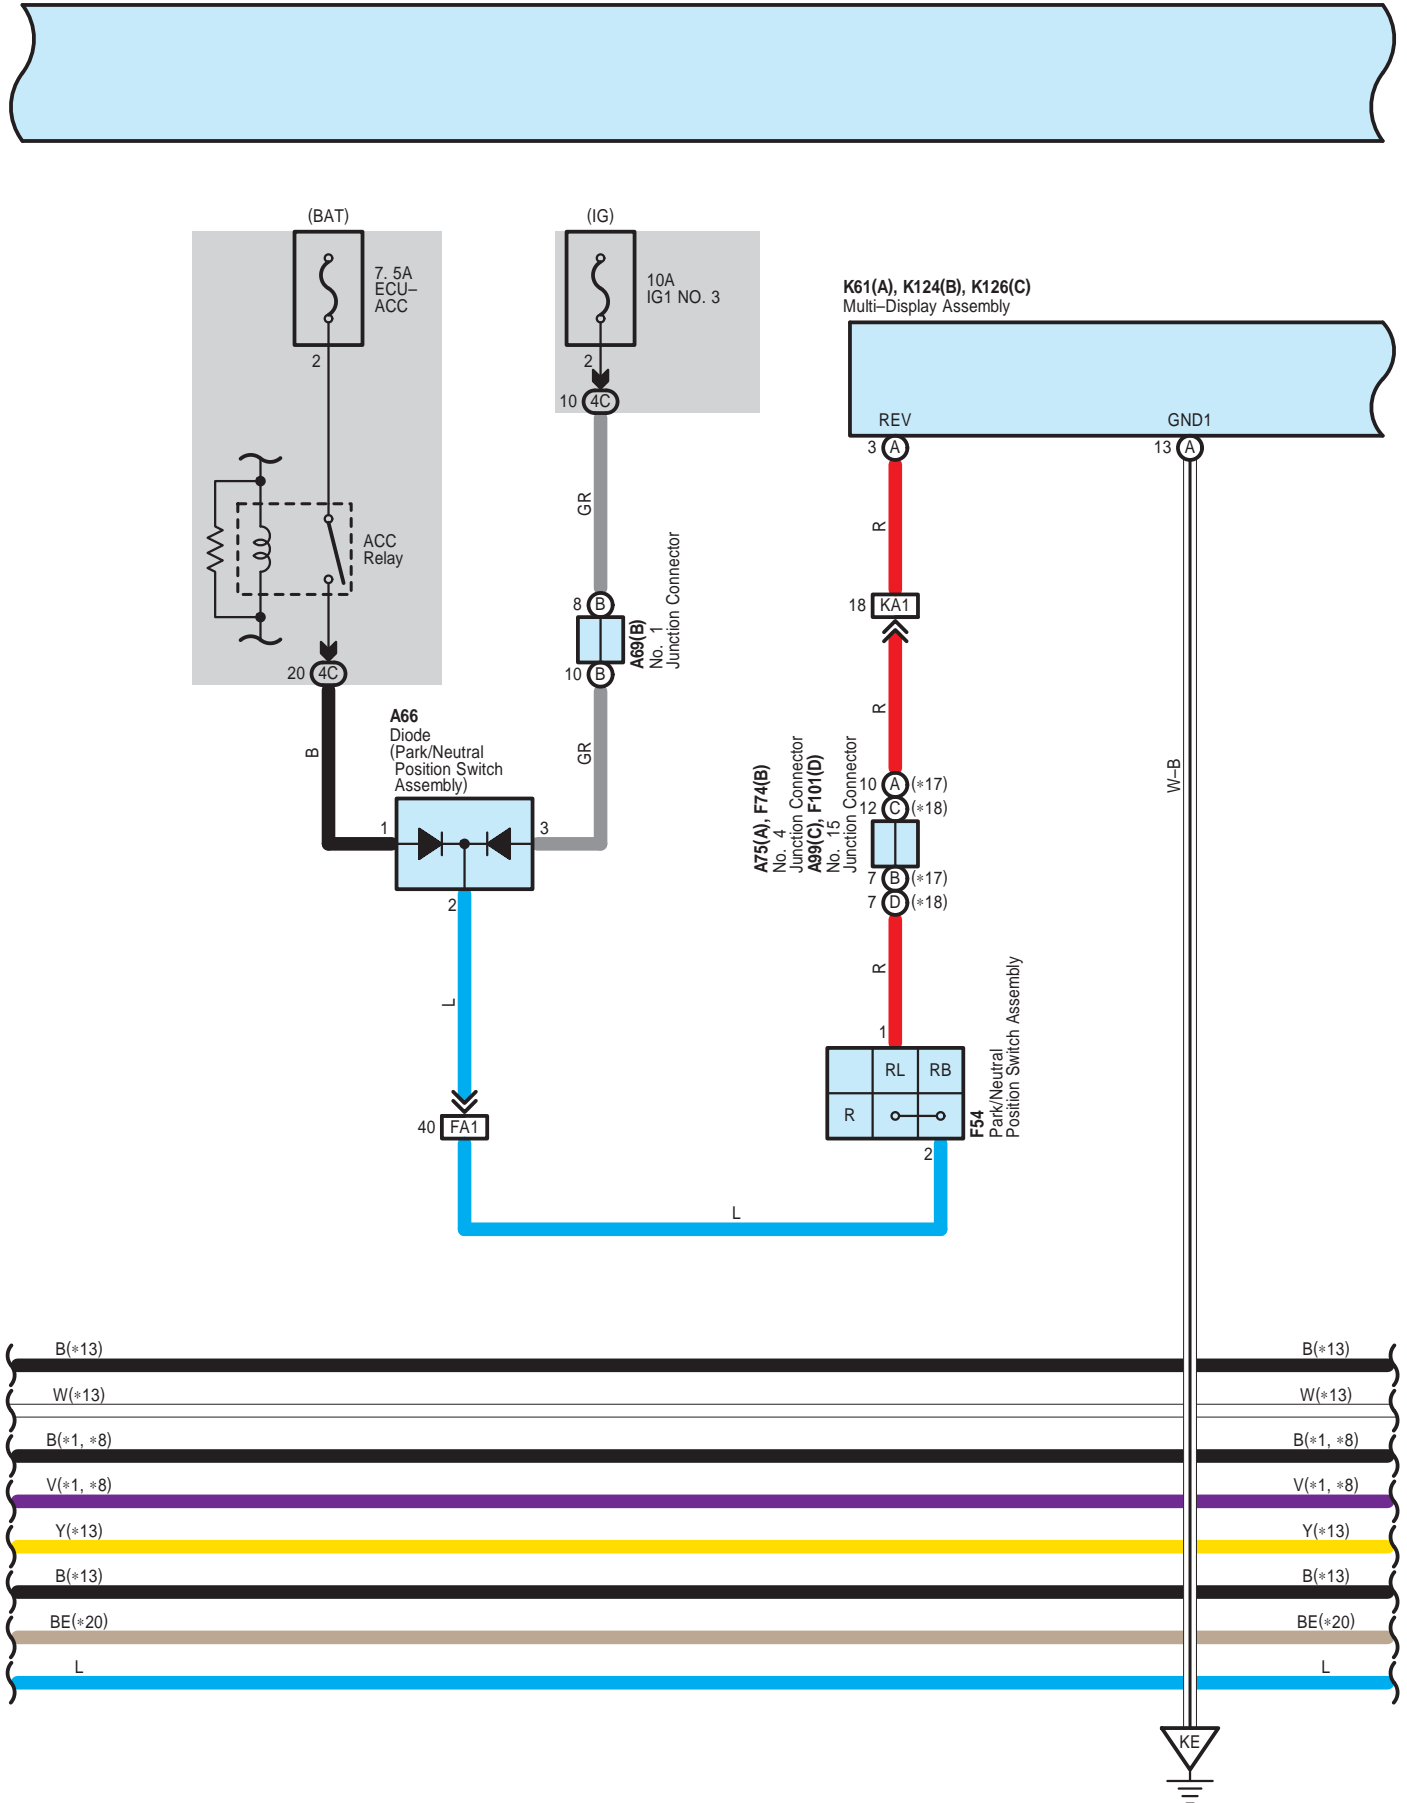 (BAT)
(IG)
7. 5A
ECU–
ACC
2
10A
IG1 NO. 3
2
10 4C
K61(A), K124(B), K126(C)
Multi–Display Assembly
REV
GND1
3 A
13 A
GR
R
ACC
Relay
18 KA1
8 B
A69(B)
No. 1
Junction Connector
10 B
20 4C
B
GR
R
W–B
A66
Diode
(Park/Neutral
Position Switch
Assembly)
1
3
2
A75(A), F74(B)
No. 4
Junction Connector
A99(C), F101(D)
No. 15
Junction Connector
10 A (*17)
12 C (*18)
7 B (*17)
7 D (*18)
L
R
1
RL RB
R
F54
Park/Neutral
Position Switch Assembly
2
40 FA1
L
B(*13) B(*13)
W(*13) W(*13)
B(*1, *8) B(*1, *8)
V(*1, *8) V(*1, *8)
Y(*13) Y(*13)
B(*13) B(*13)
BE(*20) BE(*20)
L L
KE